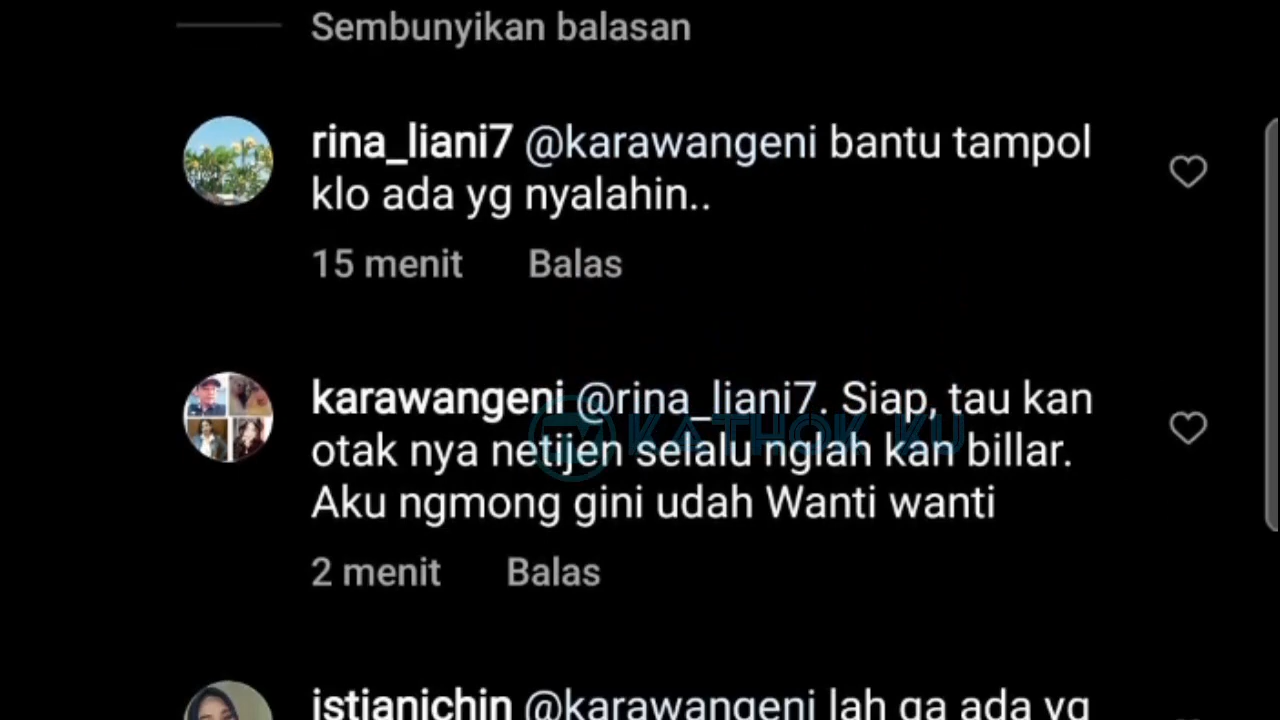 Sembunyikan balasan
rina_liani7 @karawangeni bantu tampol
klo ada yg nyalahin..
15 menit Balas
karawangeni @rina_liani7. Siap, tau kan
otak nya netijen selalu nglah kan billar.
Aku ngmong gini udah Wanti wanti
KATHOK KU
2 menit Balas
istianichin @karawangeni lah ga ada yg